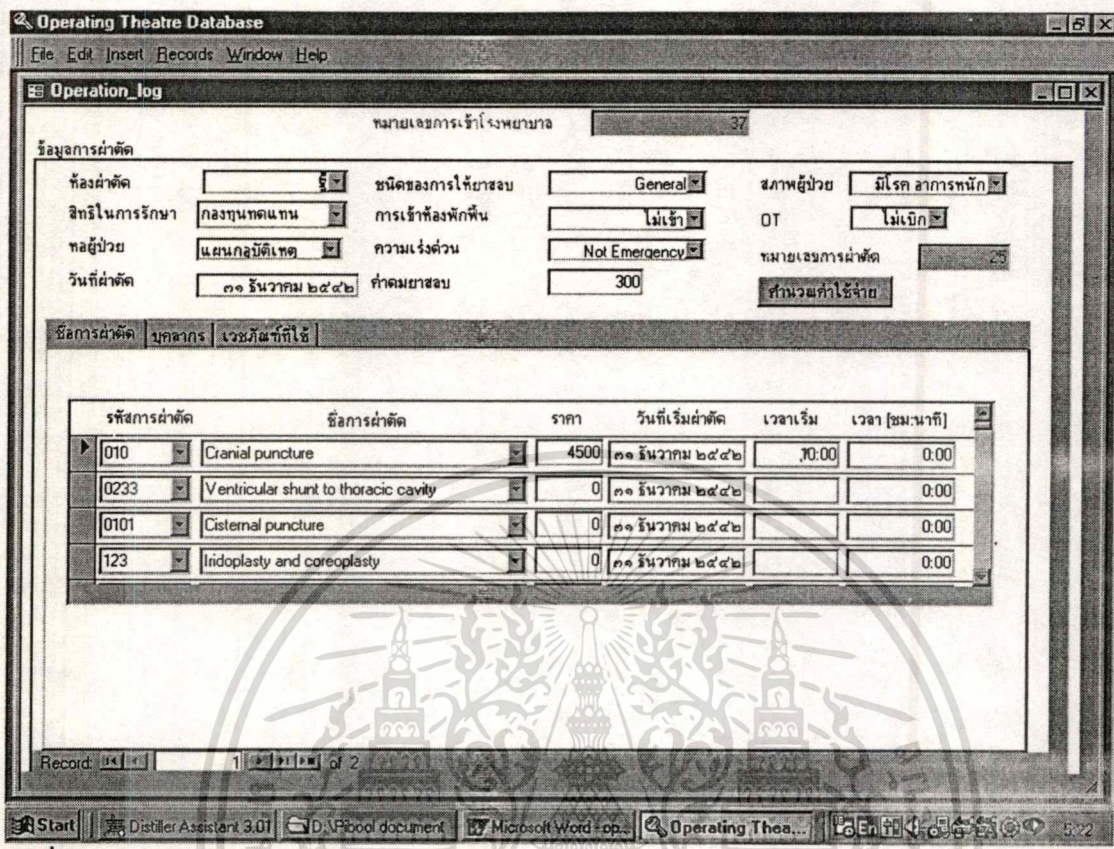 Operating Theatre Database
File Edit Insert Records Window Help
Operation_log
หมายเลขการเข้าโรงพยาบาล 37
ข้อมูลการผ่าตัด
ห้องผ่าตัด ชนิดของการให้ยาสลบ General สภาพผู้ป่วย มีโรค อาการหนัก
สิทธิในการรักษา กองทุนทดแทน การเข้าห้องพักฟื้น ไม่เข้า OT ไม่เบิก
หอผู้ป่วย แผนกอุบัติเหตุ ความเร่งด่วน Not Emergency หมายเลขการผ่าตัด 25
วันที่ผ่าตัด ๓๑ ธันวาคม ๒๕๔๒ ค่าดมยาสลบ 300 คำนวณค่าใช้จ่าย
ชื่อการผ่าตัด บุคลากร เวชภัณฑ์ที่ใช้
รหัสการผ่าตัด ชื่อการผ่าตัด ราคา วันที่เริ่มผ่าตัด เวลาเริ่ม เวลา [ชม:นาที]
010 Cranial puncture 4500 ๓๑ ธันวาคม ๒๕๔๒ 10:00 0:00
0233 Ventricular shunt to thoracic cavity 0 ๓๑ ธันวาคม ๒๕๔๒ 0:00
0101 Cisternal puncture 0 ๓๑ ธันวาคม ๒๕๔๒ 0:00
123 Iridoplasty and coreoplasty 0 ๓๑ ธันวาคม ๒๕๔๒ 0:00
Record: 1 of 2
Start Distiller Assistant 3.01 D:\Pibool document Microsoft Word - op... Operating Thea... En 5:22